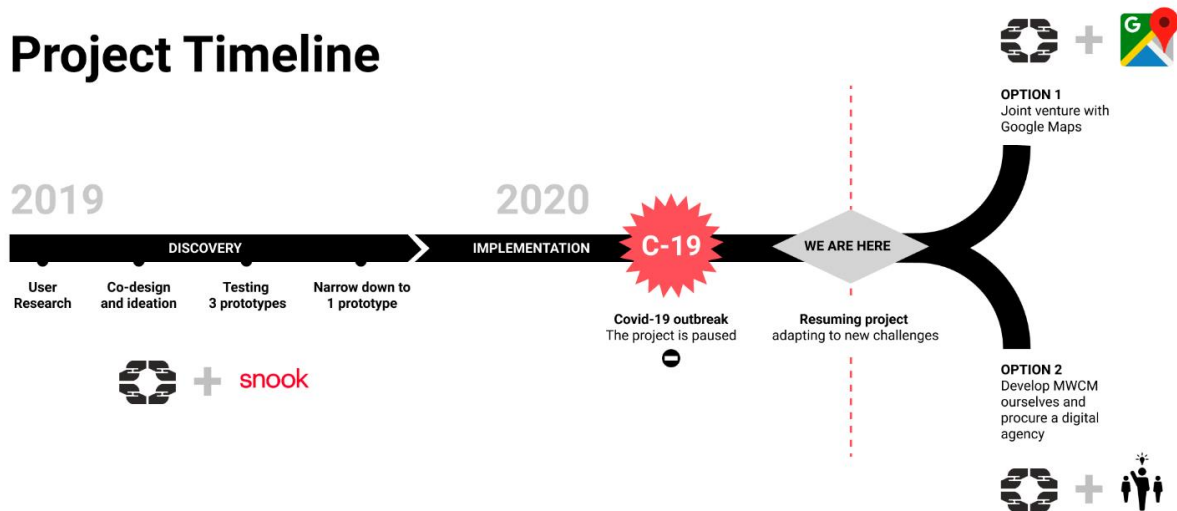 Project Timeline
2019
2020
DISCOVERY
IMPLEMENTATION
C-19
WE ARE HERE
User
Research
Co-design
and ideation
Testing
3 prototypes
Narrow down to
1 prototype
Covid-19 outbreak
The project is paused
Resuming project
adapting to new challenges
snook
G
OPTION 1
Joint venture with
Google Maps
OPTION 2
Develop MWCM
ourselves and
procure a digital
agency